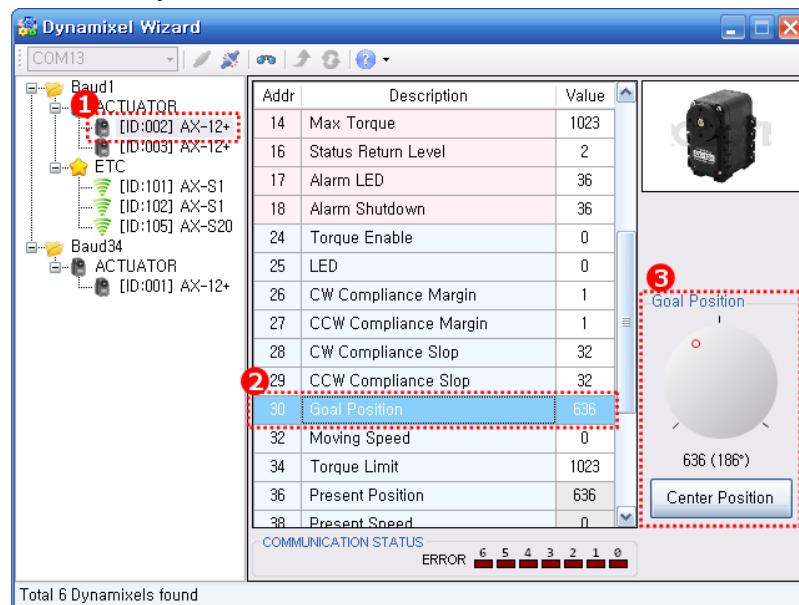 Dynamixel Wizard
COM13
Baud1
ACTUATOR
1
[ID:002] AX-12+
[ID:003] AX-12+
ETC
[ID:101] AX-S1
[ID:102] AX-S1
[ID:105] AX-S20
Baud34
ACTUATOR
[ID:001] AX-12+
Addr Description Value
14 Max Torque 1023
16 Status Return Level 2
17 Alarm LED 36
18 Alarm Shutdown 36
24 Torque Enable 0
25 LED 0
26 CW Compliance Margin 1
27 CCW Compliance Margin 1
28 CW Compliance Slop 32
29 CCW Compliance Slop 32
2
30 Goal Position 636
32 Moving Speed 0
34 Torque Limit 1023
36 Present Position 636
38 Present Speed 0
3
Goal Position
636 (186°)
Center Position
COMMUNICATION STATUS
ERROR 6 5 4 3 2 1 0
Total 6 Dynamixels found